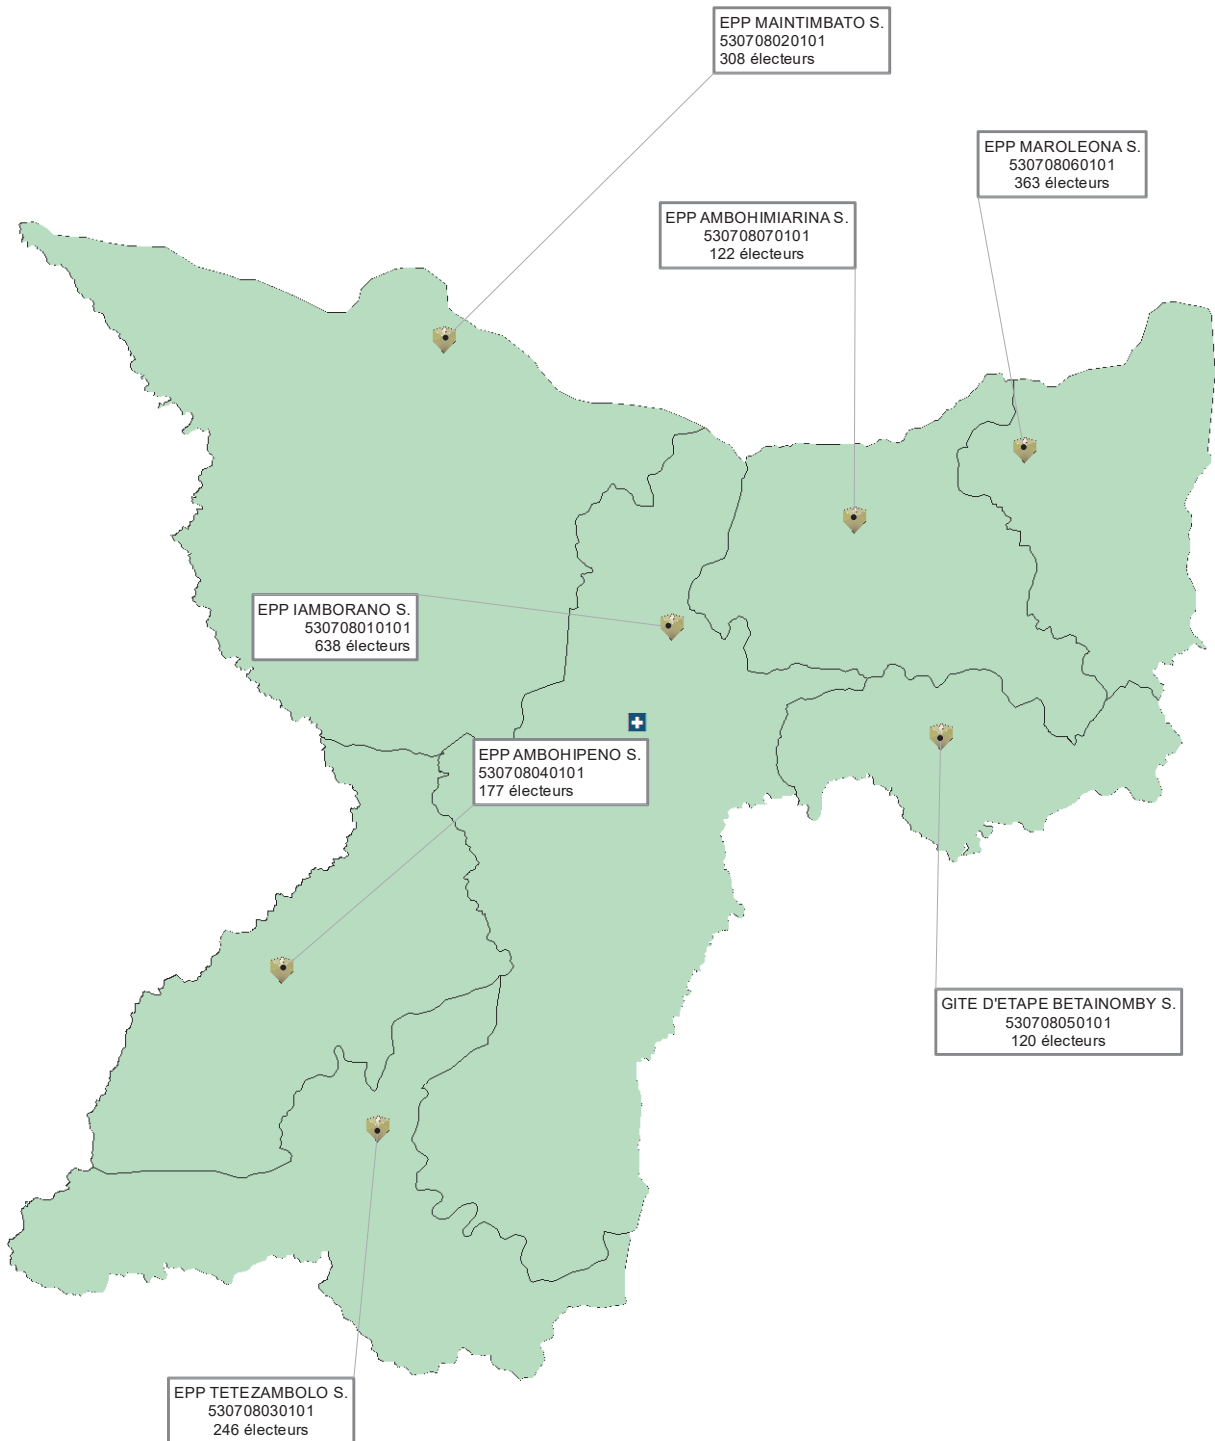 EPP MAINTIMBATO S.
530708020101
308 électeurs
EPP MAROLEONA S.
530708060101
363 électeurs
EPP AMBOHIMIARINA S.
530708070101
122 électeurs
EPP IAMBORANO S.
530708010101
638 électeurs
EPP AMBOHIPENO S.
530708040101
177 électeurs
GITE D'ETAPE BETAINOMBY S.
530708050101
120 électeurs
EPP TETEZAMBOLO S.
530708030101
246 électeurs